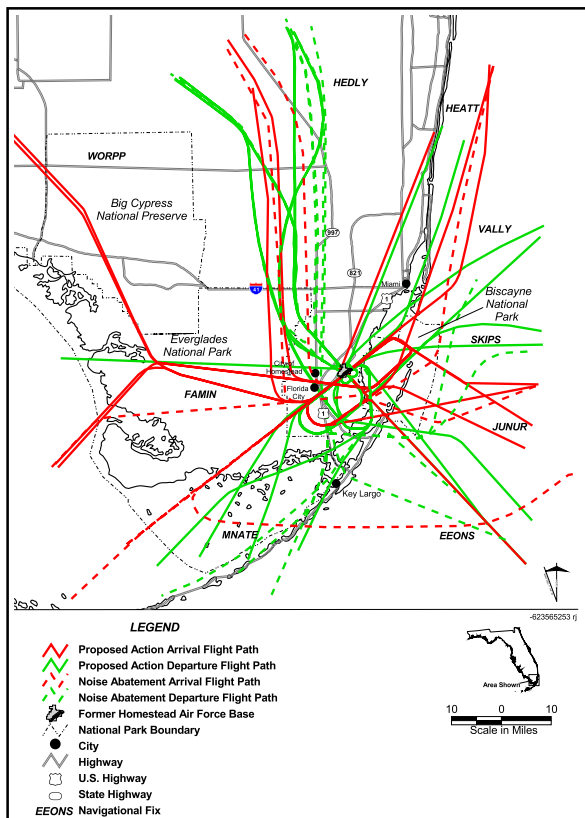 HEDLY
HEATT
WORPP
Big Cypress
National Preserve
997
VALLY
821
Miami
41
1
Biscayne
National
Park
Everglades
National Park
SKIPS
City of
Homestead
Florida
City
FAMIN
1
JUNUR
Key Largo
MNATE
EEONS
-623565253 rj
LEGEND
Proposed Action Arrival Flight Path
Proposed Action Departure Flight Path
Noise Abatement Arrival Flight Path
Noise Abatement Departure Flight Path
Former Homestead Air Force Base
National Park Boundary
City
Highway
U.S. Highway
State Highway
EEONS Navigational Fix
Area Shown
10 0 10
Scale in Miles